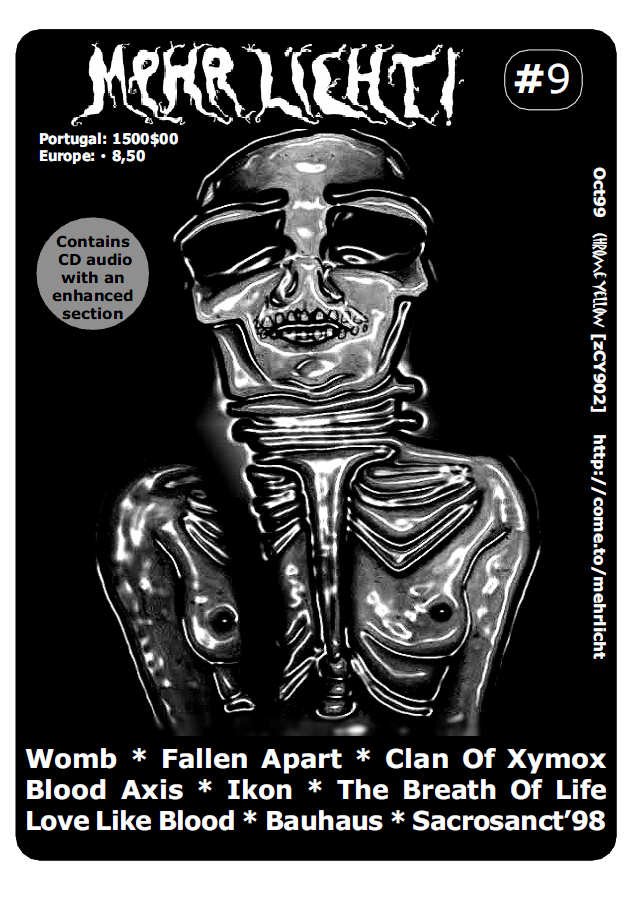 MEHR LICHT!
#9
Portugal: 1500$00
Europe: • 8,50
Contains
CD audio
with an
enhanced
section
Oct99 CHROME YELLOW [zCY902] http://come.to/mehrlicht
Womb * Fallen Apart * Clan Of Xymox
Blood Axis * Ikon * The Breath Of Life
Love Like Blood * Bauhaus * Sacrosanct’98